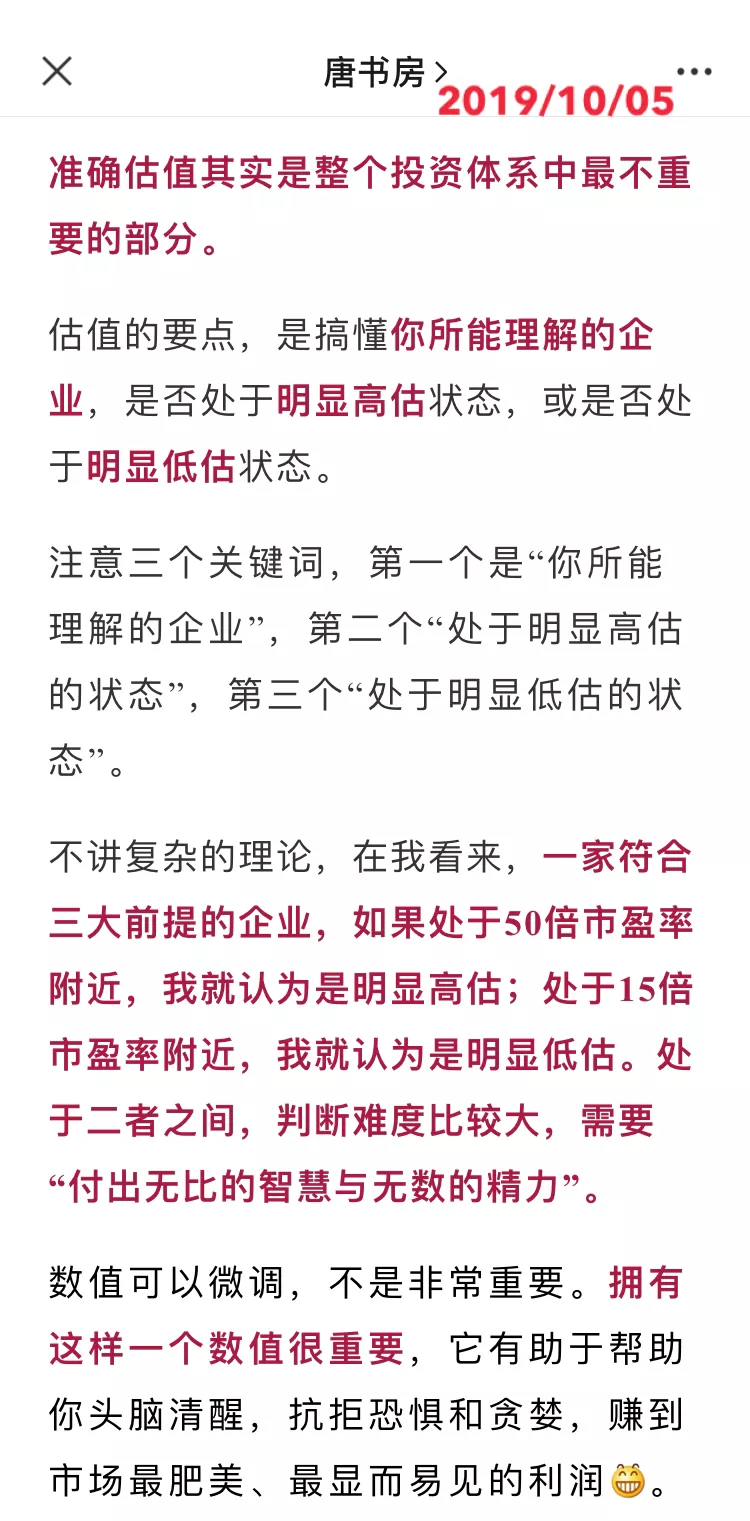 唐书房
2019/10/05
准确估值其实是整个投资体系中最不重
要的部分。
估值的要点，是搞懂你所能理解的企
业，是否处于明显高估状态，或是否处
于明显低估状态。
注意三个关键词，第一个是“你所能
理解的企业”，第二个“处于明显高估
的状态”，第三个“处于明显低估的状
态”。
不讲复杂的理论，在我看来，一家符合
三大前提的企业，如果处于50倍市盈率
附近，我就认为是明显高估；处于15倍
市盈率附近，我就认为是明显低估。处
于二者之间，判断难度比较大，需要
“付出无比的智慧与无数的精力”。
数值可以微调，不是非常重要。拥有
这样一个数值很重要，它有助于帮助
你头脑清醒，抗拒恐惧和贪婪，赚到
市场最肥美、最显而易见的利润😁。